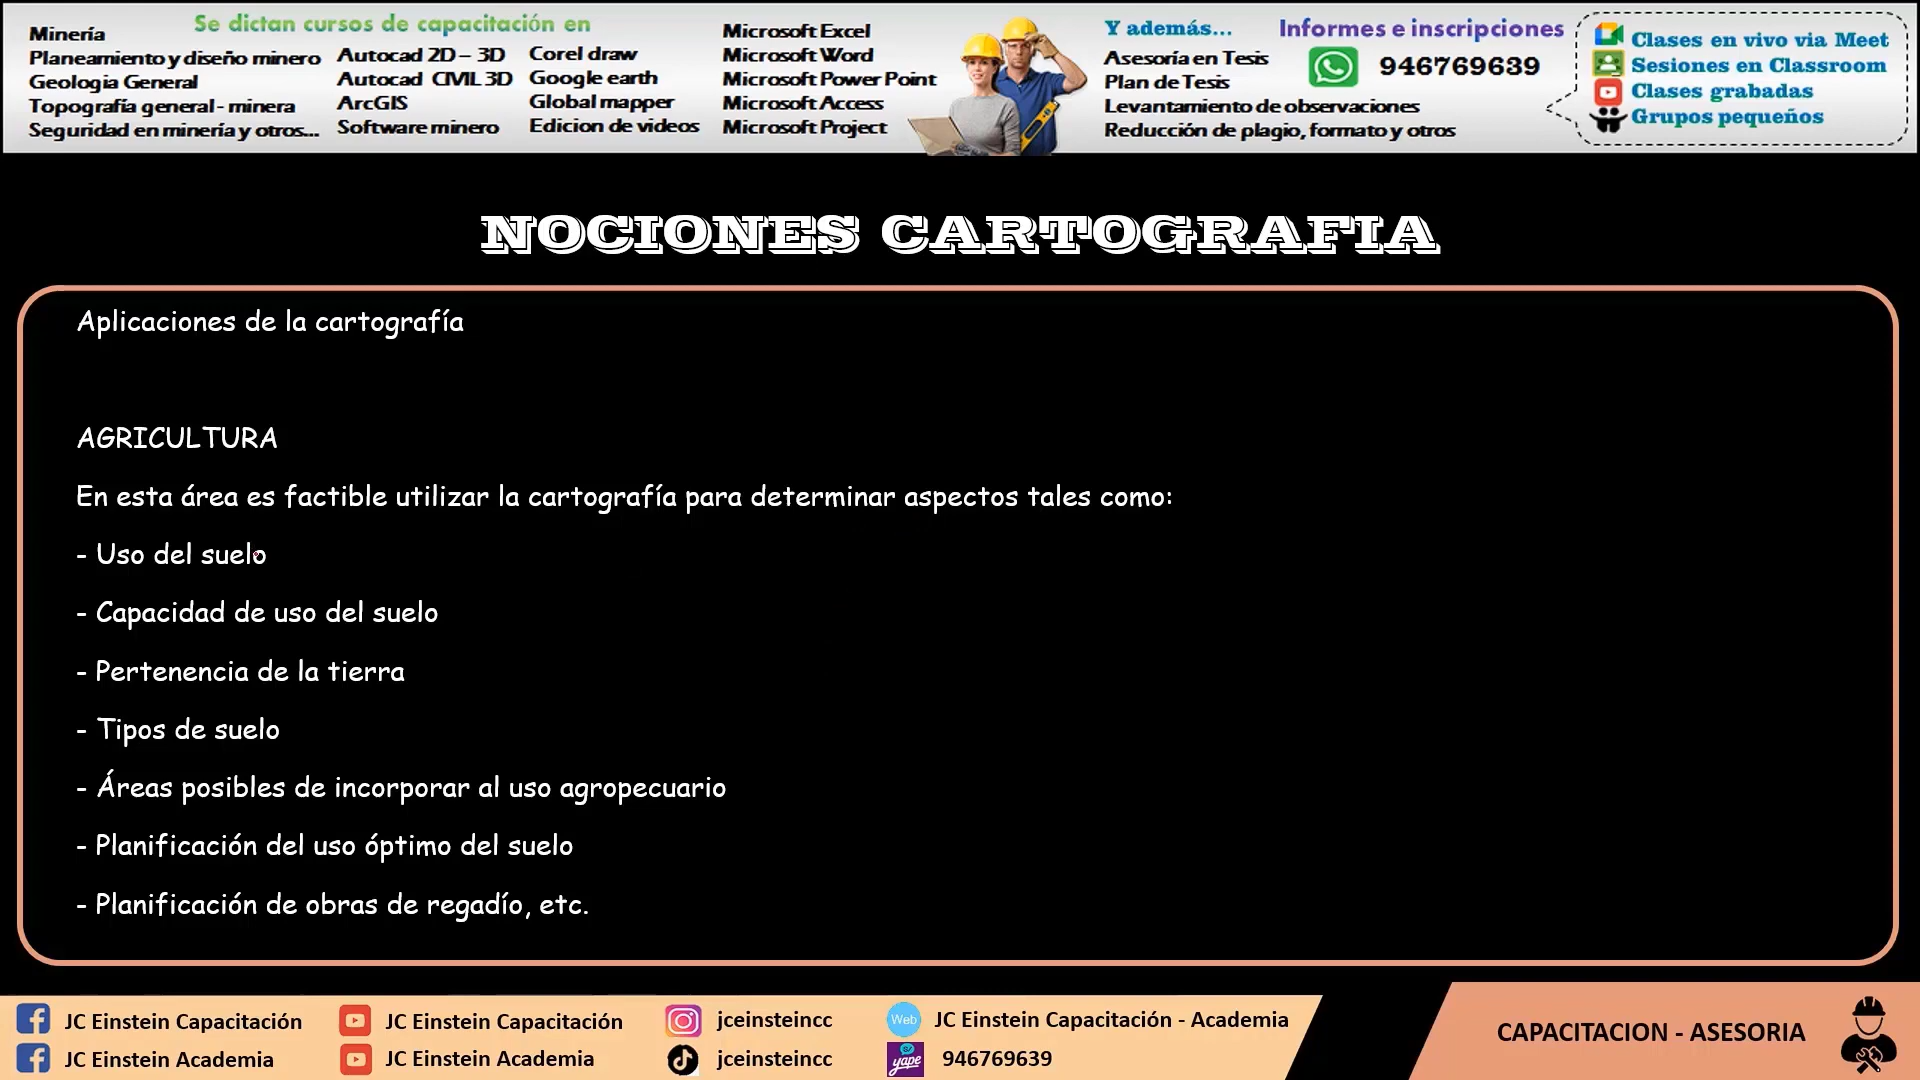 Se dictan cursos de capacitación en
Minería
Planeamiento y diseño minero
Geologia General
Topografía general - minera
Seguridad en minería y otros...
Autocad 2D – 3D
Autocad CIVIL 3D
ArcGIS
Software minero
Corel draw
Google earth
Global mapper
Edicion de videos
Microsoft Excel
Microsoft Word
Microsoft Power Point
Microsoft Access
Microsoft Project
Y además...
Asesoría en Tesis
Plan de Tesis
Levantamiento de observaciones
Reducción de plagio, formato y otros
Informes e inscripciones
946769639
Clases en vivo via Meet
Sesiones en Classroom
Clases grabadas
Grupos pequeños
NOCIONES CARTOGRAFIA
Aplicaciones de la cartografía
AGRICULTURA
En esta área es factible utilizar la cartografía para determinar aspectos tales como:
- Uso del suelo
- Capacidad de uso del suelo
- Pertenencia de la tierra
- Tipos de suelo
- Áreas posibles de incorporar al uso agropecuario
- Planificación del uso óptimo del suelo
- Planificación de obras de regadío, etc.
JC Einstein Capacitación
JC Einstein Academia
JC Einstein Capacitación
JC Einstein Academia
jceinsteincc
jceinsteincc
Web
JC Einstein Capacitación - Academia
yape
946769639
CAPACITACION - ASESORIA